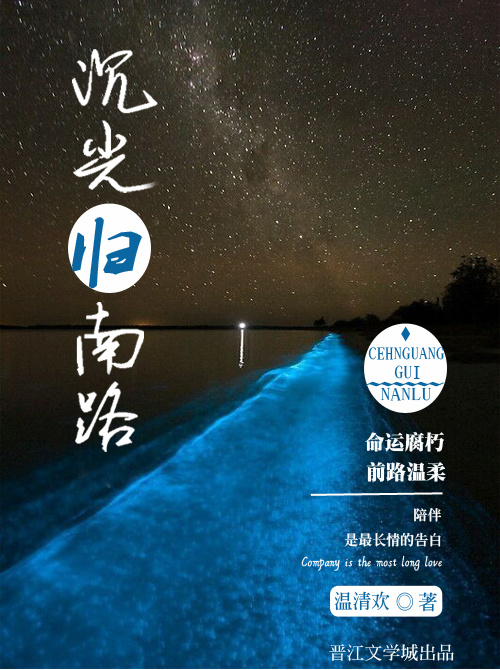 沉光归南路
CEHNGUANG
GUI
NANLU
命运腐朽
前路温柔
陪伴
是最长情的告白
Company is the most long love
温清欢 ◎ 著
晋江文学城出品